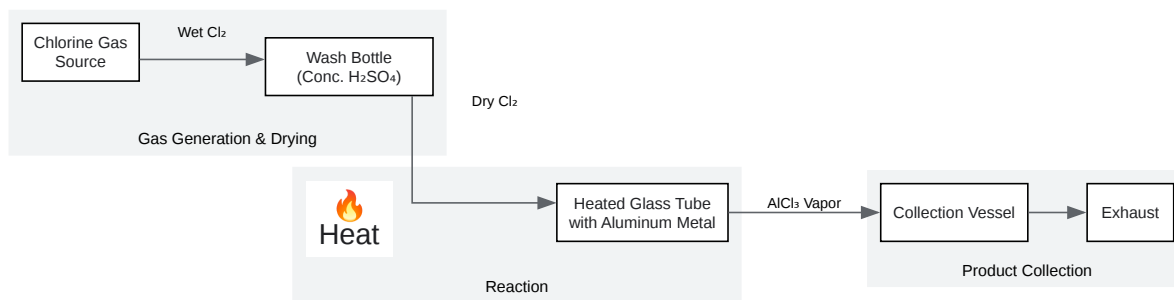 Chlorine Gas
Source
Wet Cl₂
Wash Bottle
(Conc. H₂SO₄)
Dry Cl₂
Gas Generation & Drying
Heat
Heated Glass Tube
with Aluminum Metal
AlCl₃ Vapor
Collection Vessel
Exhaust
Reaction
Product Collection